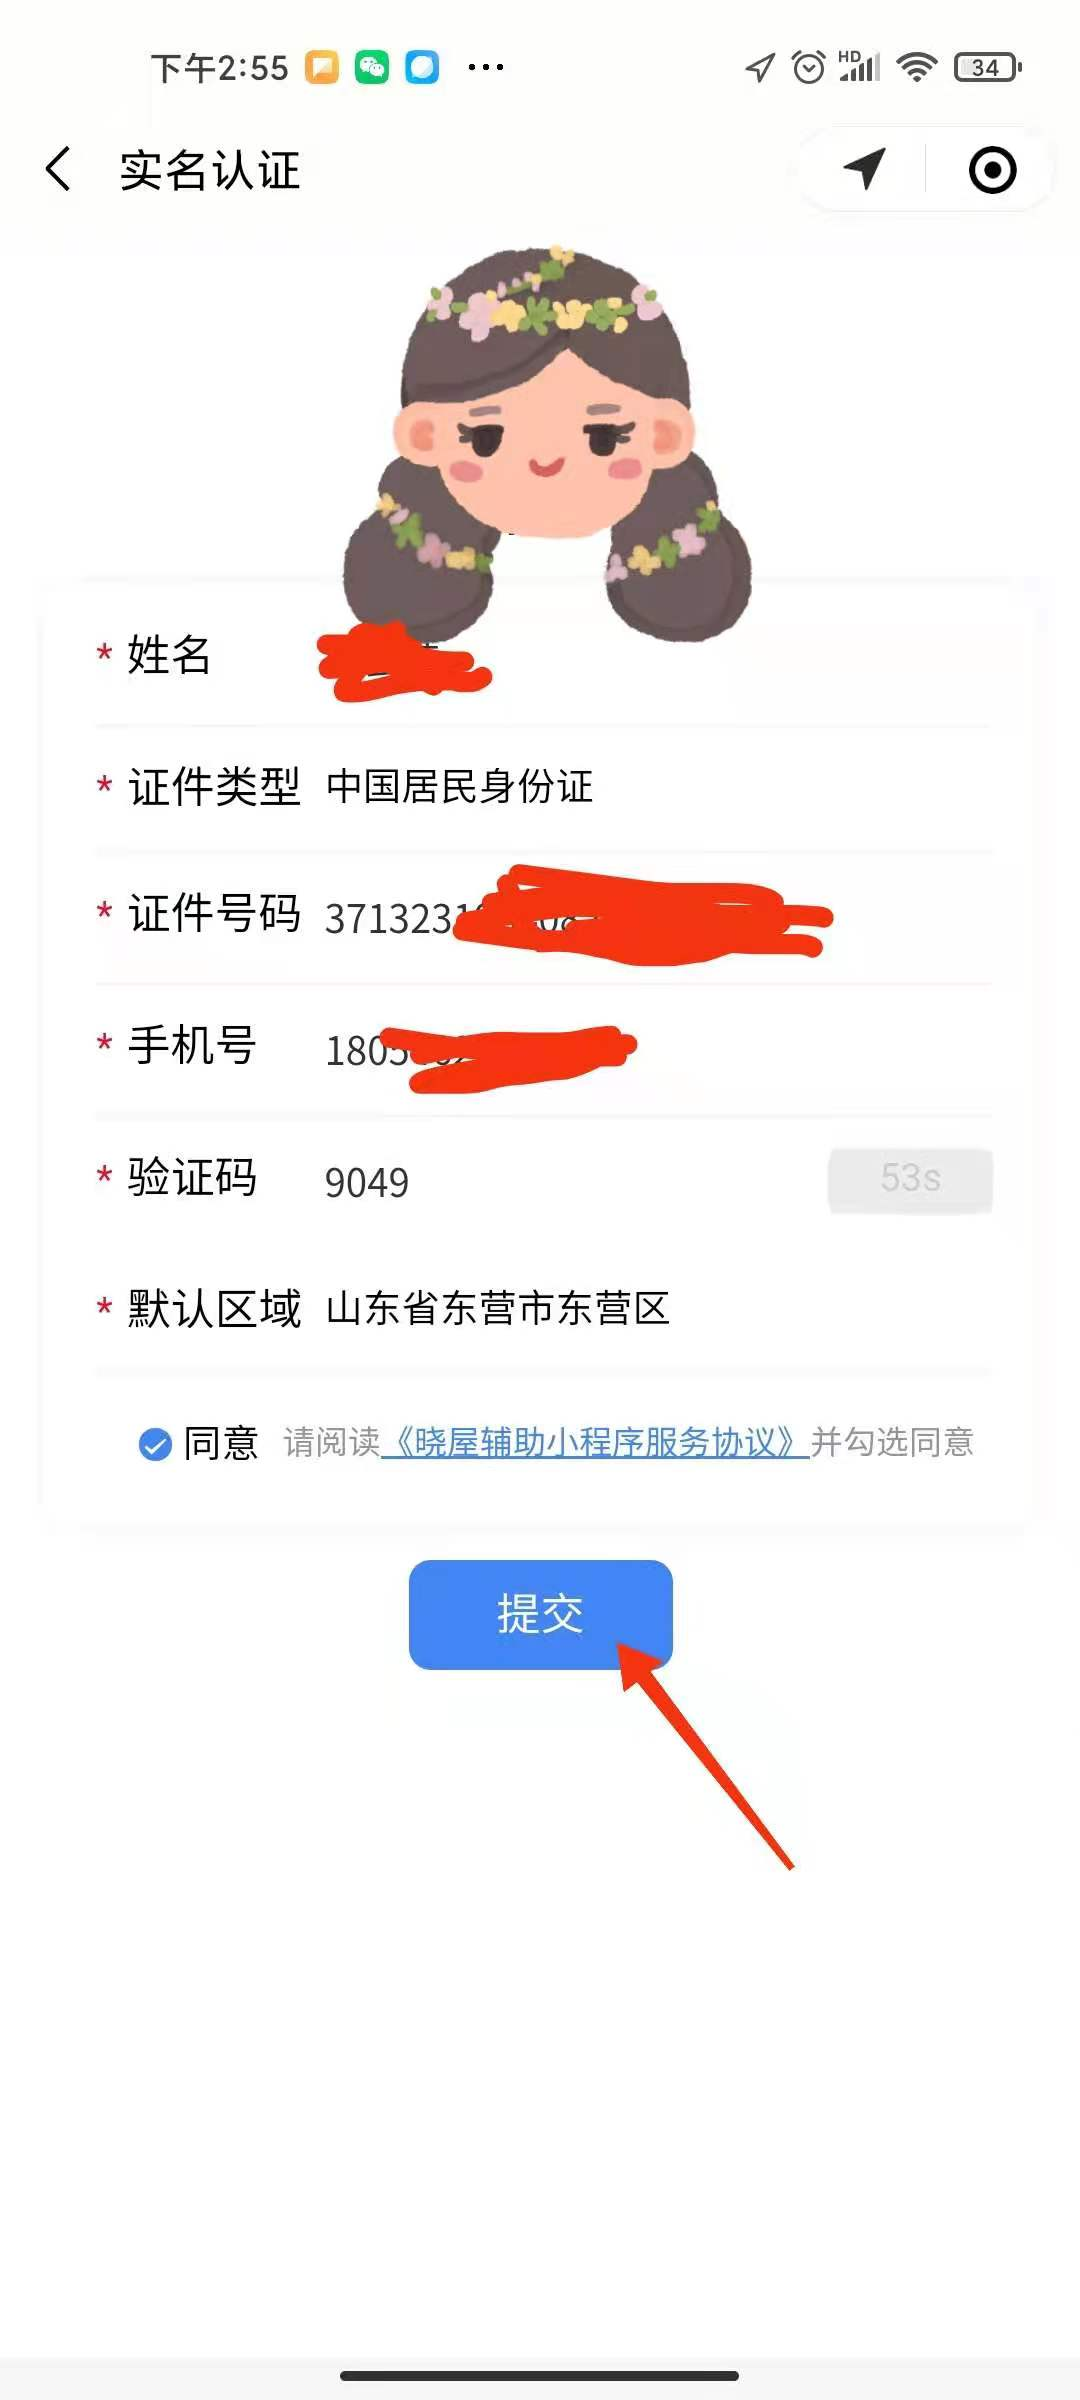 下午2:55
HD
34
实名认证
* 姓名
* 证件类型 中国居民身份证
* 证件号码 371323
* 手机号 180
* 验证码 9049
53s
* 默认区域 山东省东营市东营区
同意 请阅读《晓屋辅助小程序服务协议》并勾选同意
提交